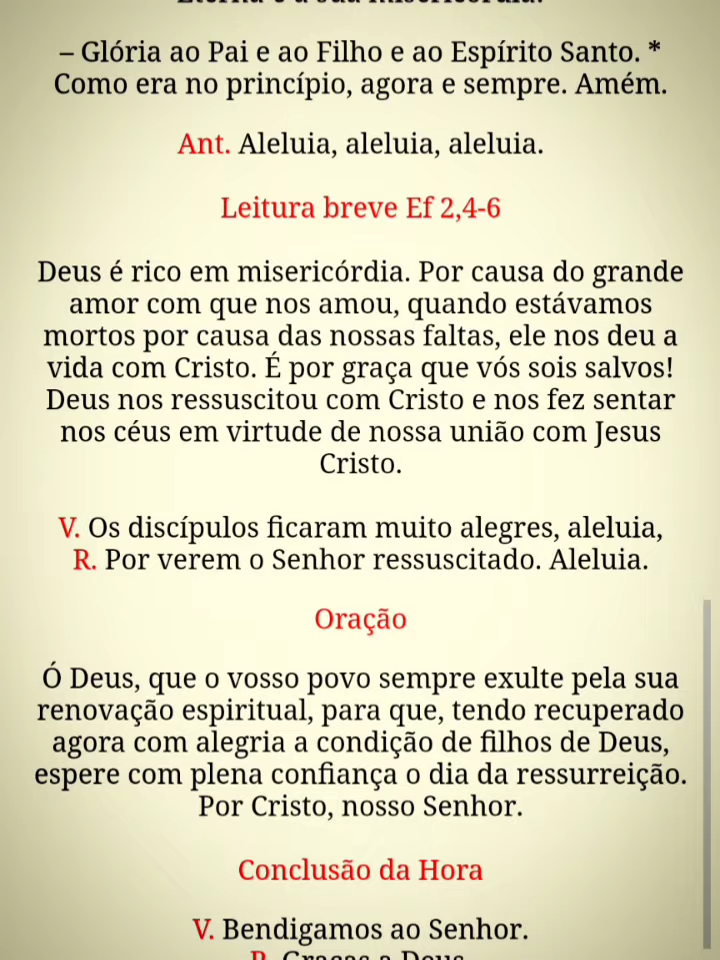 Eterna é a sua misericórdia!
– Glória ao Pai e ao Filho e ao Espírito Santo. *
Como era no princípio, agora e sempre. Amém.
Ant. Aleluia, aleluia, aleluia.
Leitura breve Ef 2,4-6
Deus é rico em misericórdia. Por causa do grande
amor com que nos amou, quando estávamos
mortos por causa das nossas faltas, ele nos deu a
vida com Cristo. É por graça que vós sois salvos!
Deus nos ressuscitou com Cristo e nos fez sentar
nos céus em virtude de nossa união com Jesus
Cristo.
V. Os discípulos ficaram muito alegres, aleluia,
R. Por verem o Senhor ressuscitado. Aleluia.
Oração
Ó Deus, que o vosso povo sempre exulte pela sua
renovação espiritual, para que, tendo recuperado
agora com alegria a condição de filhos de Deus,
espere com plena confiança o dia da ressurreição.
Por Cristo, nosso Senhor.
Conclusão da Hora
V. Bendigamos ao Senhor.
R. Graças a Deus.